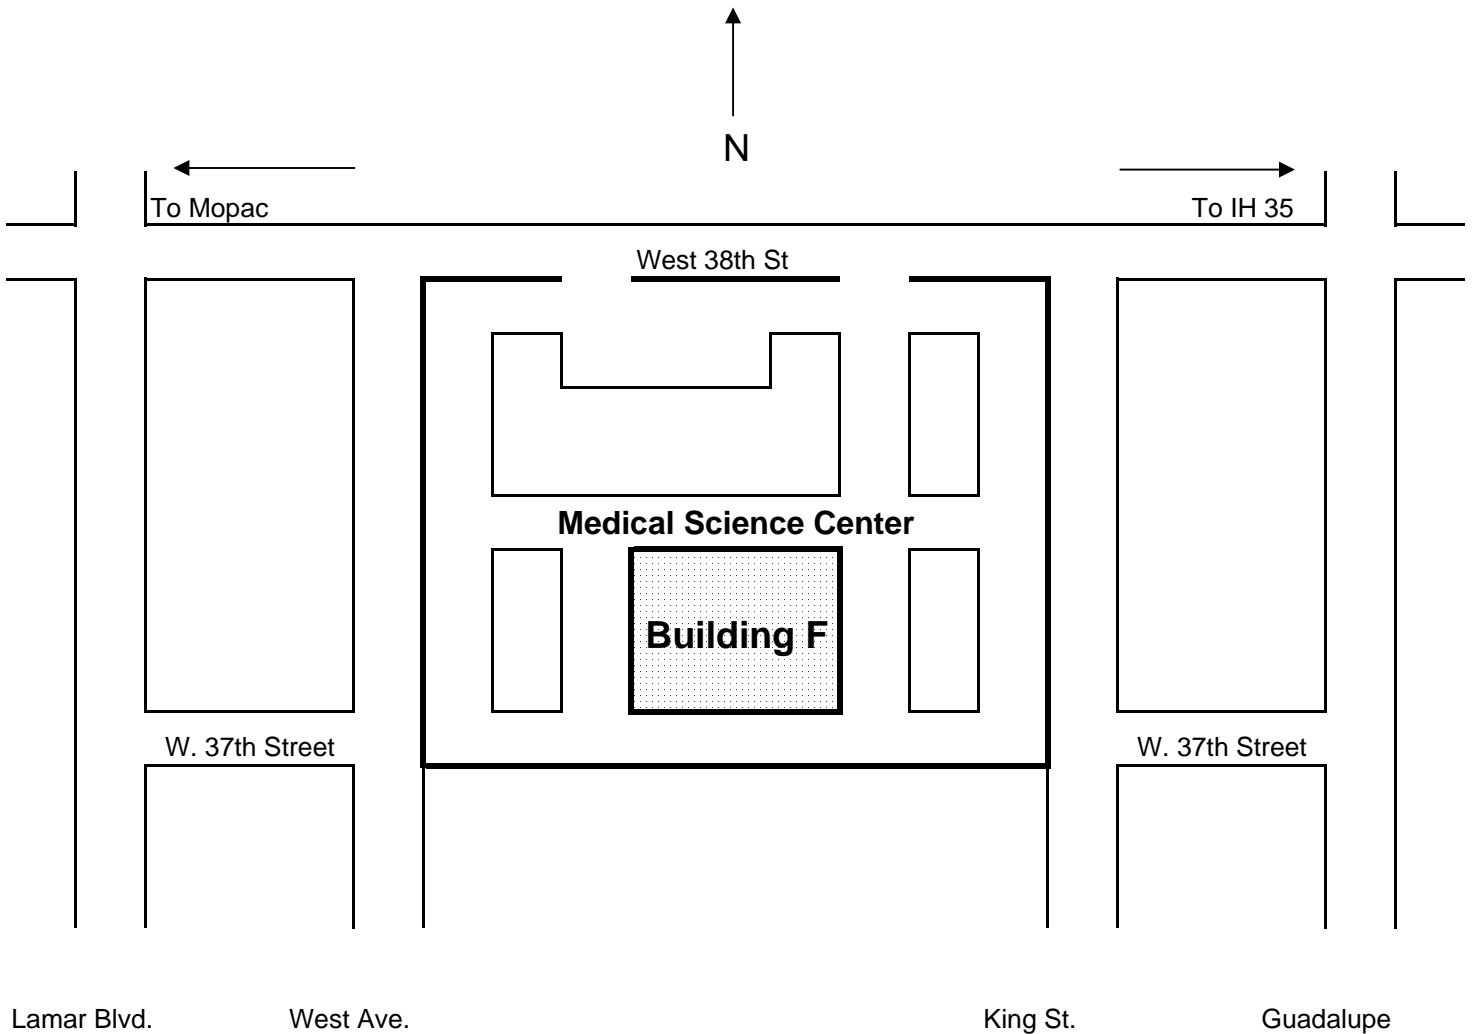 N
To Mopac
To IH 35
West 38th St
Medical Science Center
Building F
W. 37th Street
W. 37th Street
Lamar Blvd.
West Ave.
King St.
Guadalupe